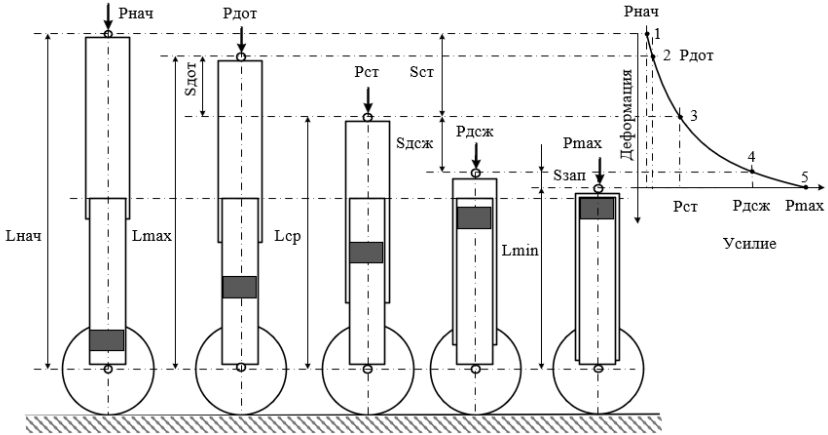 Рнач
Рдот
Рст
Рдсж
Рmax
Sдот
Sст
Sдсж
Sзап
Lнач
Lmax
Lср
Lmin
Рнач
1
2
Рдот
3
4
5
Деформация
Рст
Рдсж
Рmax
Усилие